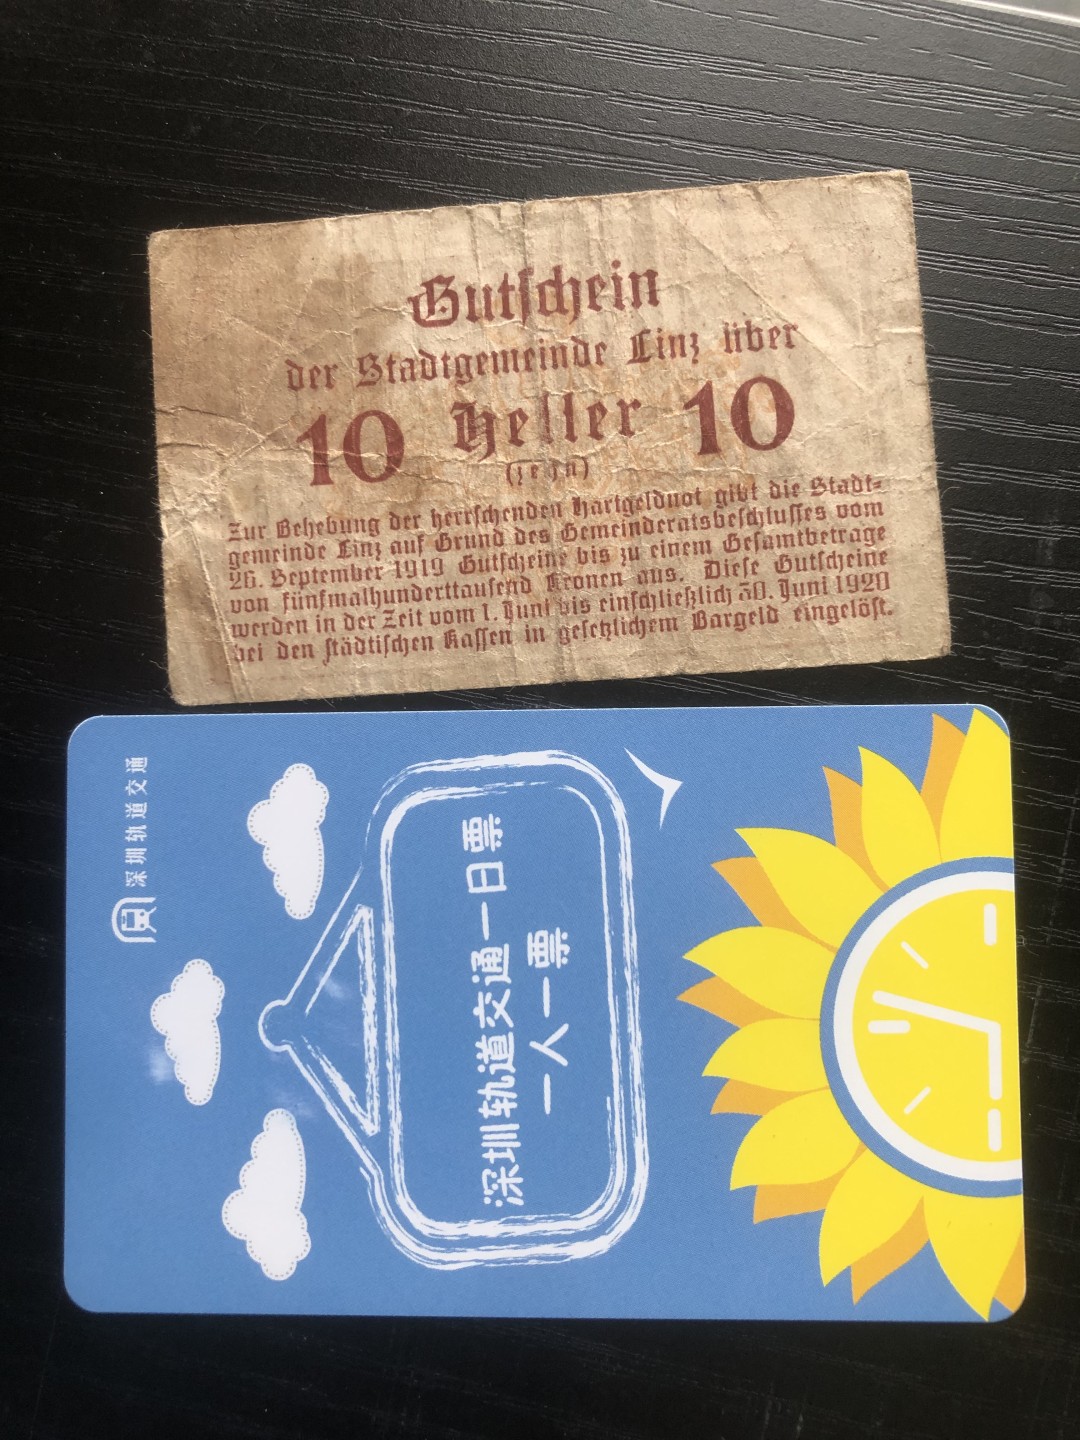 Gutschein
der Stadtgemeinde Linz über
10 Heller 10
(zehn)
Zur Behebung der herrschenden Hartgeldnot gibt die Stadt-
gemeinde Linz auf Grund des Gemeinderatsbeschlusses vom
26. September 1919 Gutscheine bis zu einem Gesamtbetrage
von fünfmalhunderttausend Kronen aus. Diese Gutscheine
werden in der Zeit vom 1. Juni bis einschließlich 30. Juni 1920
bei den städtischen Kassen in gesetzlichem Bargeld eingelöst.
深圳轨道交通
深圳轨道交通一日票
一人一票